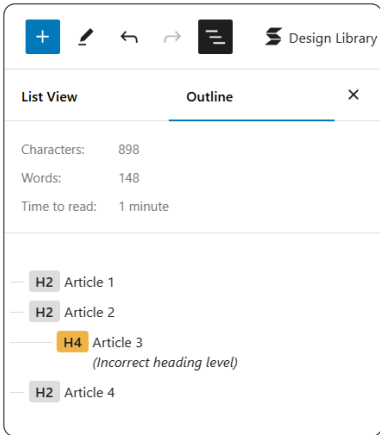 Design Library
List View Outline
Characters: 898
Words: 148
Time to read: 1 minute
H2 Article 1
H2 Article 2
H4 Article 3
(Incorrect heading level)
H2 Article 4